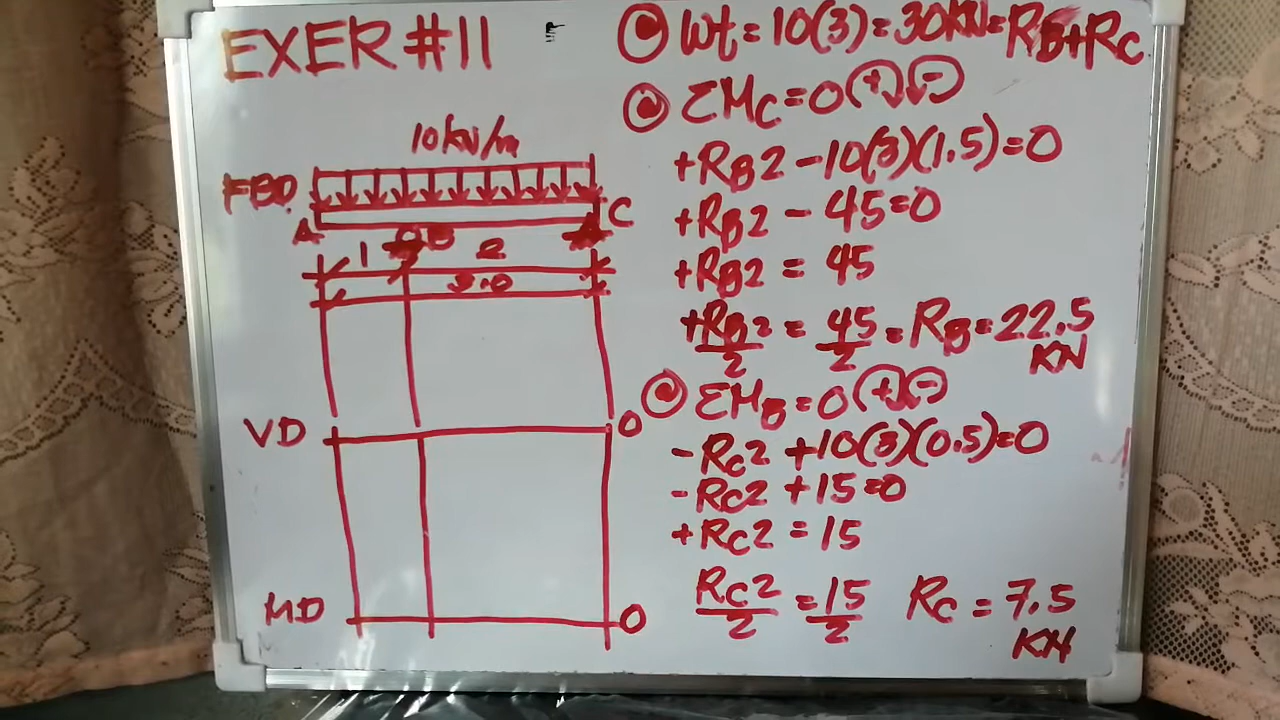 EXER #11
10kN/m
FBD
A B C
1 2
3.0
VD 0
MD 0
Wt = 10(3) = 30KN = RB + RC
ΣMC = 0 (+) (-)
+RB2 - 10(3)(1.5) = 0
+RB2 - 45 = 0
+RB2 = 45
+RB2/2 = 45/2 = RB = 22.5 KN
ΣMB = 0 (+) (-)
-RC2 + 10(3)(0.5) = 0
-RC2 + 15 = 0
+RC2 = 15
RC2/2 = 15/2 RC = 7.5 KN